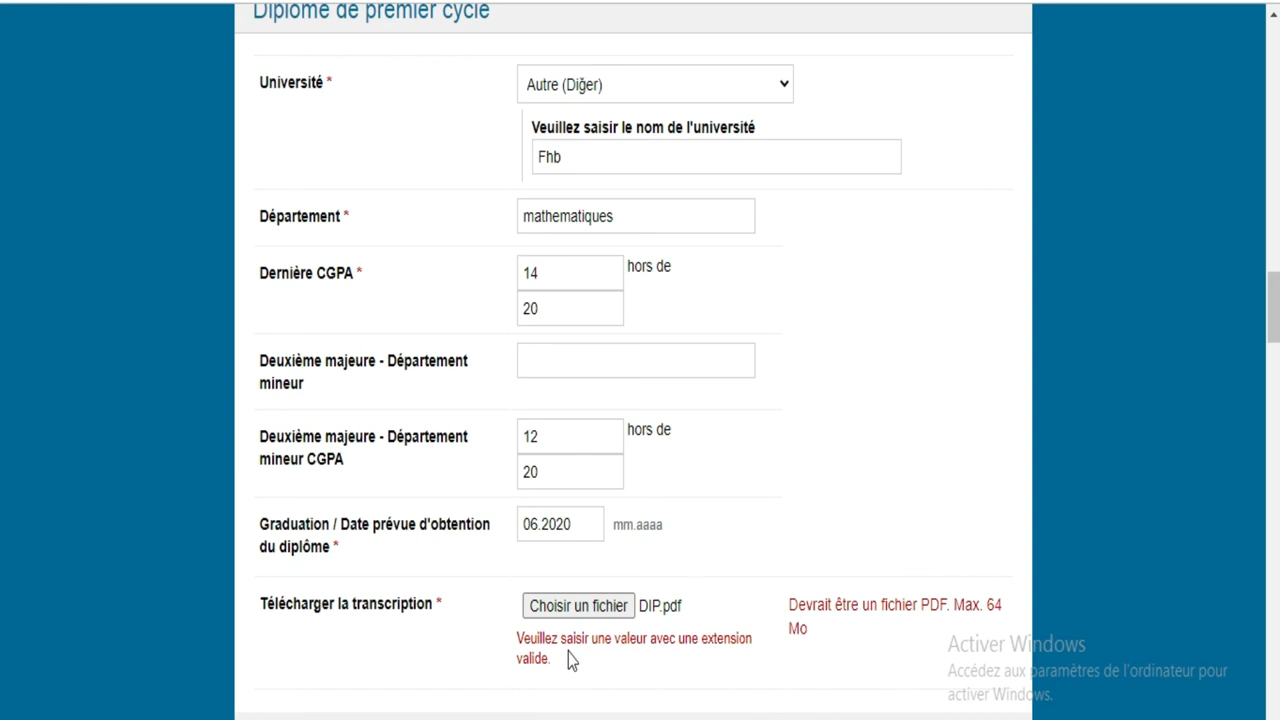 Diplôme de premier cycle
Université *
Autre (Diğer)
Veuillez saisir le nom de l'université
Fhb
Département *
mathematiques
Dernière CGPA *
14
hors de
20
Deuxième majeure - Département
mineur
Deuxième majeure - Département
mineur CGPA
12
hors de
20
Graduation / Date prévue d'obtention
du diplôme *
06.2020
mm.aaaa
Télécharger la transcription *
Choisir un fichier
DIP.pdf
Devrait être un fichier PDF. Max. 64
Mo
Veuillez saisir une valeur avec une extension
valide.
Activer Windows
Accédez aux paramètres de l'ordinateur pour
activer Windows.